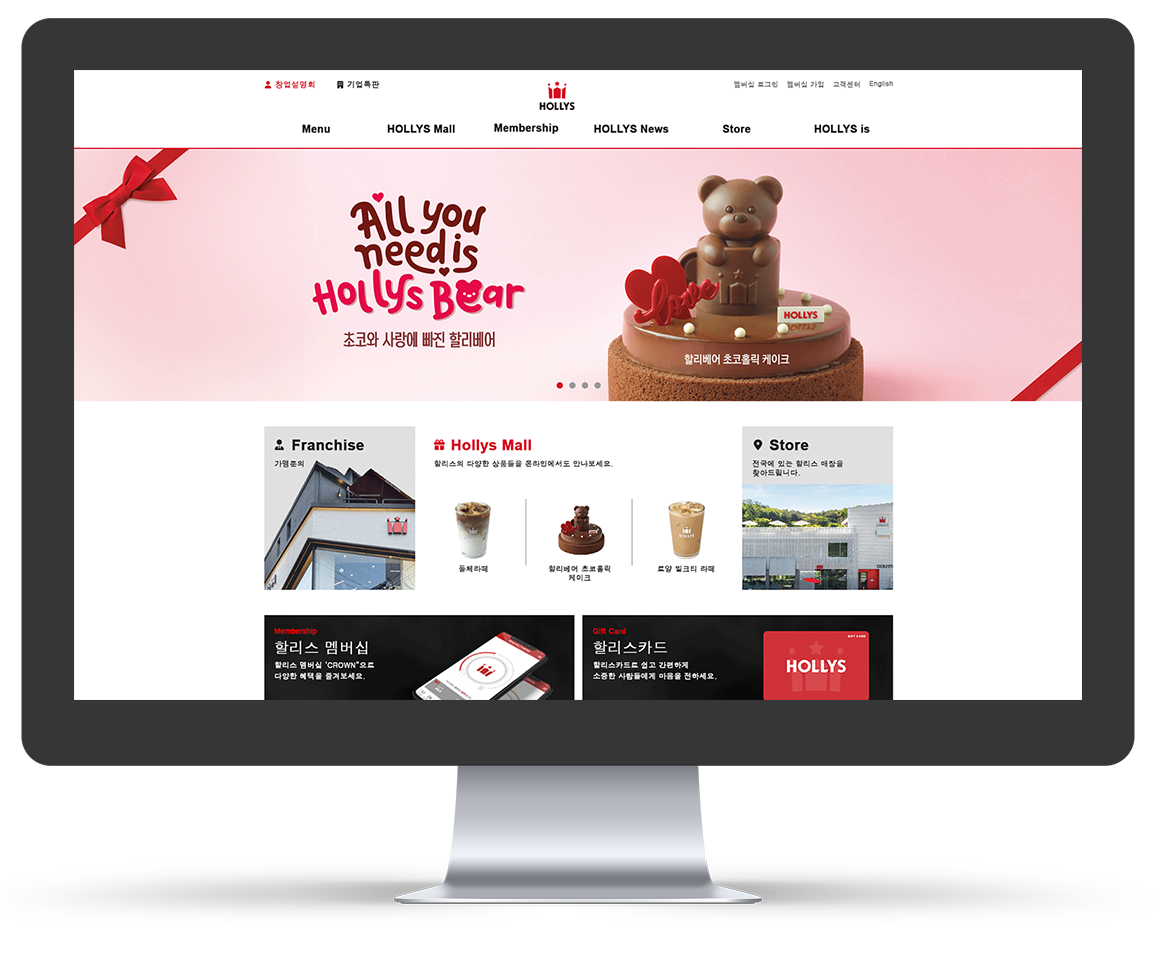 창업설명회
기업특판
HOLLYS
멤버십 로그인
멤버십 가입
고객센터
English
Menu
HOLLYS Mall
Membership
HOLLYS News
Store
HOLLYS is
All you
need is
Hollys Bear
초코와 사랑에 빠진 할리베어
love
HOLLYS
할리베어 초코홀릭 케이크
Franchise
가맹문의
Hollys Mall
할리스의 다양한 상품들을 온라인에서도 만나보세요.
HOLLYS
돌체라떼
할리베어 초코홀릭
케이크
로얄 밀크티 라떼
Store
전국에 있는 할리스 매장을
찾아드립니다.
Membership
할리스 멤버십
할리스 멤버십 "CROWN"으로
다양한 혜택을 즐겨보세요.
Gift Card
할리스카드
할리스카드로 쉽고 간편하게
소중한 사람들에게 마음을 전하세요.
GIFT CARD
HOLLYS